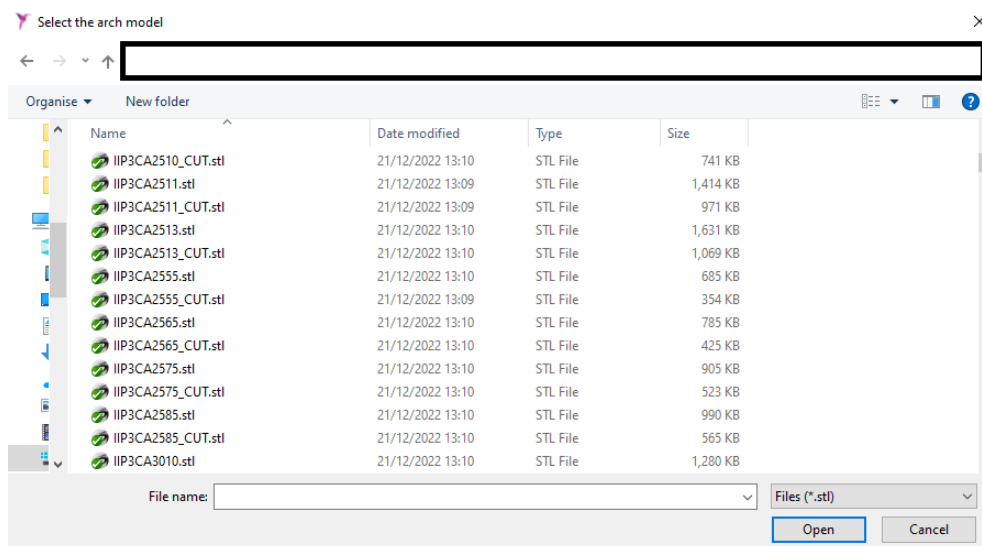 Select the arch model
Organise New folder
Name Date modified Type Size
IIP3CA2510_CUT.stl 21/12/2022 13:10 STL File 741 KB
IIP3CA2511.stl 21/12/2022 13:09 STL File 1,414 KB
IIP3CA2511_CUT.stl 21/12/2022 13:09 STL File 971 KB
IIP3CA2513.stl 21/12/2022 13:10 STL File 1,631 KB
IIP3CA2513_CUT.stl 21/12/2022 13:10 STL File 1,069 KB
IIP3CA2555.stl 21/12/2022 13:10 STL File 685 KB
IIP3CA2555_CUT.stl 21/12/2022 13:09 STL File 354 KB
IIP3CA2565.stl 21/12/2022 13:10 STL File 785 KB
IIP3CA2565_CUT.stl 21/12/2022 13:10 STL File 425 KB
IIP3CA2575.stl 21/12/2022 13:10 STL File 905 KB
IIP3CA2575_CUT.stl 21/12/2022 13:10 STL File 523 KB
IIP3CA2585.stl 21/12/2022 13:10 STL File 990 KB
IIP3CA2585_CUT.stl 21/12/2022 13:10 STL File 565 KB
IIP3CA3010.stl 21/12/2022 13:10 STL File 1,280 KB
File name: Files (*.stl)
Open Cancel